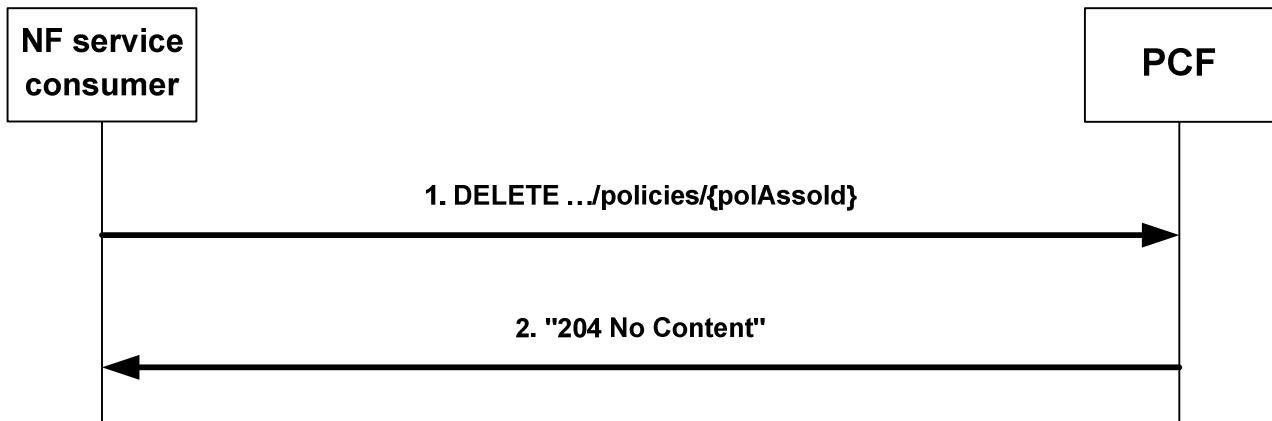 NF service
consumer
PCF
1. DELETE …/policies/{polAssoId}
2. "204 No Content"